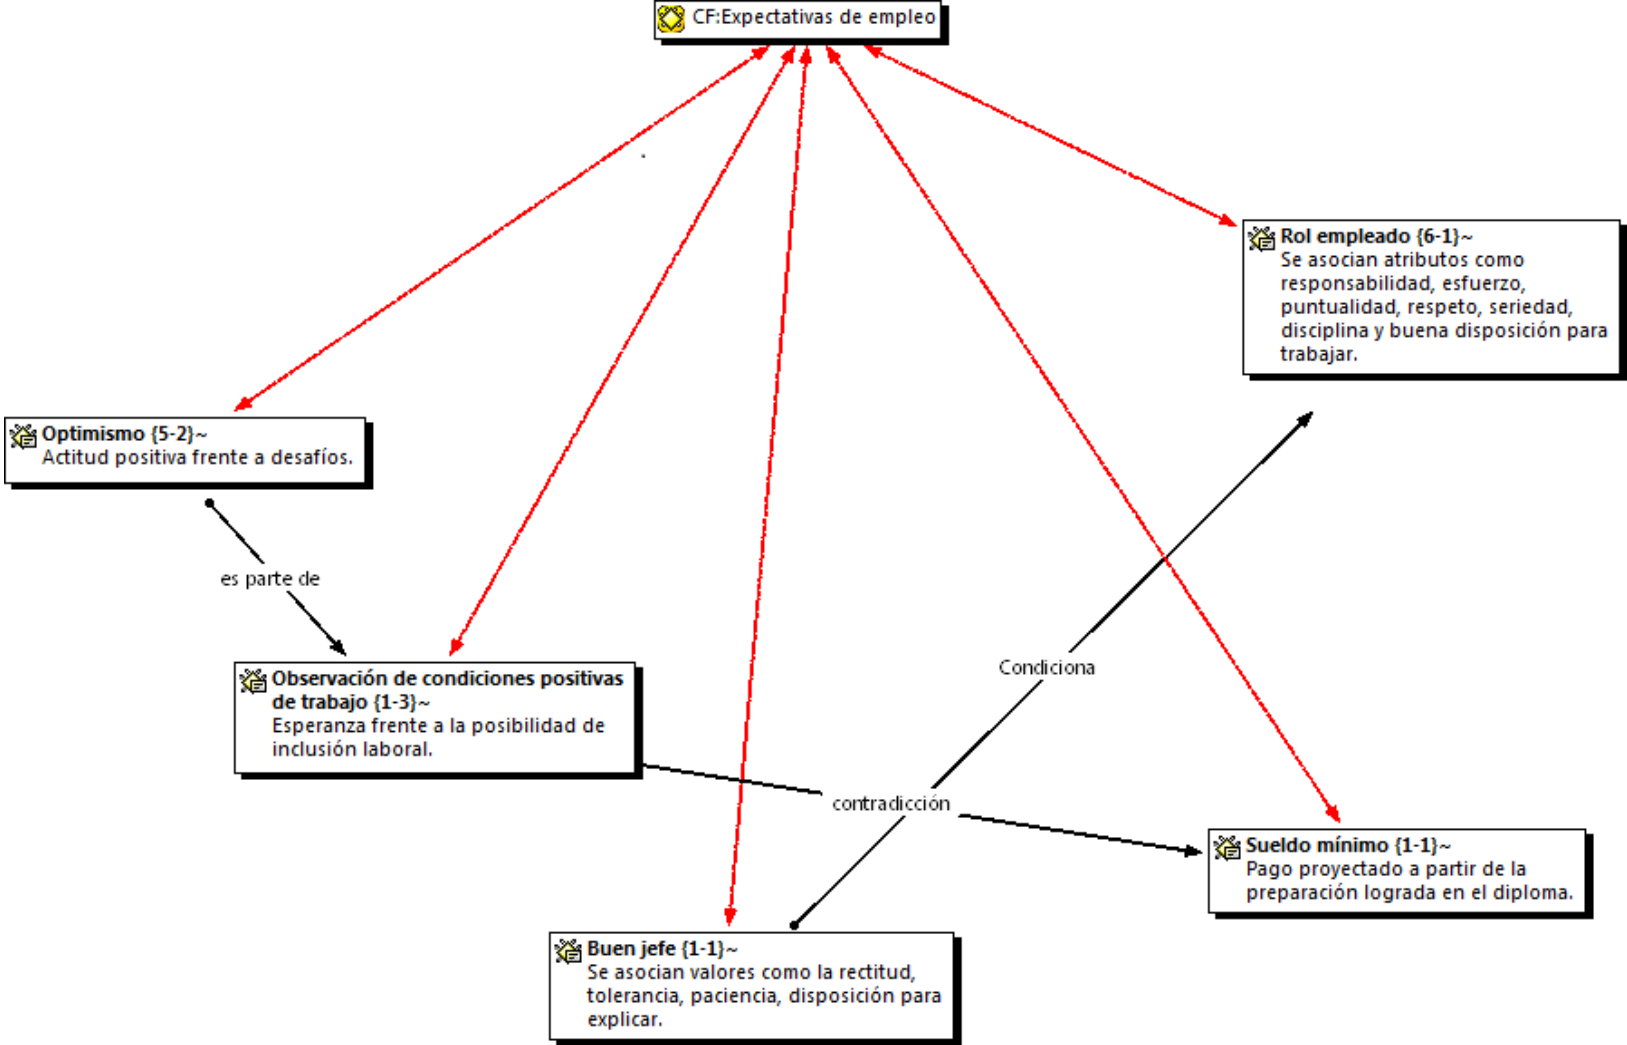 CF:Expectativas de empleo
Rol empleado {6-1}~
Se asocian atributos como
responsabilidad, esfuerzo,
puntualidad, respeto, seriedad,
disciplina y buena disposición para
trabajar.
Optimismo {5-2}~
Actitud positiva frente a desafíos.
es parte de
Observación de condiciones positivas
de trabajo {1-3}~
Esperanza frente a la posibilidad de
inclusión laboral.
Condiciona
contradicción
Sueldo mínimo {1-1}~
Pago proyectado a partir de la
preparación lograda en el diploma.
Buen jefe {1-1}~
Se asocian valores como la rectitud,
tolerancia, paciencia, disposición para
explicar.